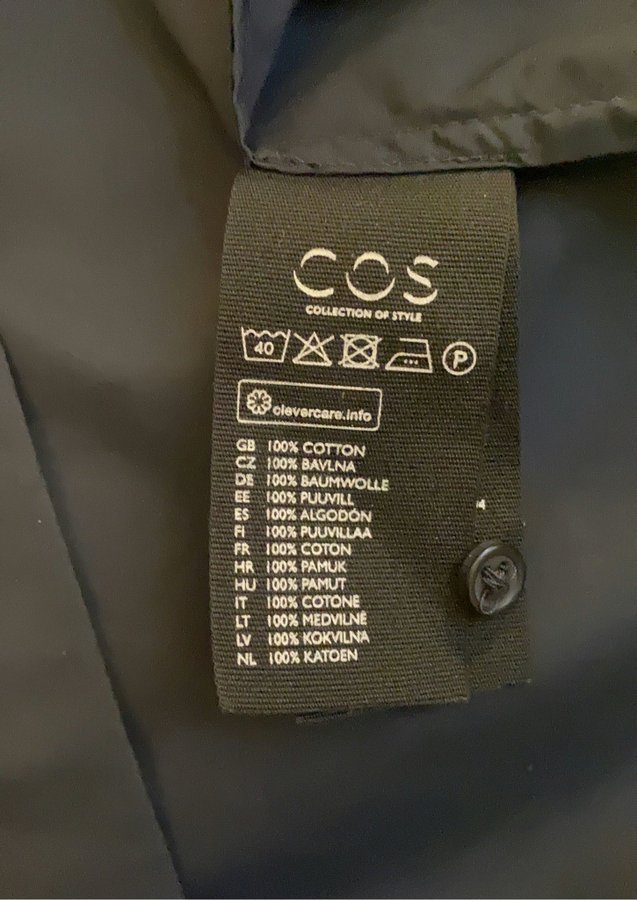 COS
COLLECTION OF STYLE
40 P
clevercare.info
GB 100% COTTON
CZ 100% BAVLNA
DE 100% BAUMWOLLE
EE 100% PUUVILL
ES 100% ALGODÓN
FI 100% PUUVILLAA
FR 100% COTON
HR 100% PAMUK
HU 100% PAMUT
IT 100% COTONE
LT 100% MEDVILNĖ
LV 100% KOKVILNA
NL 100% KATOEN
4